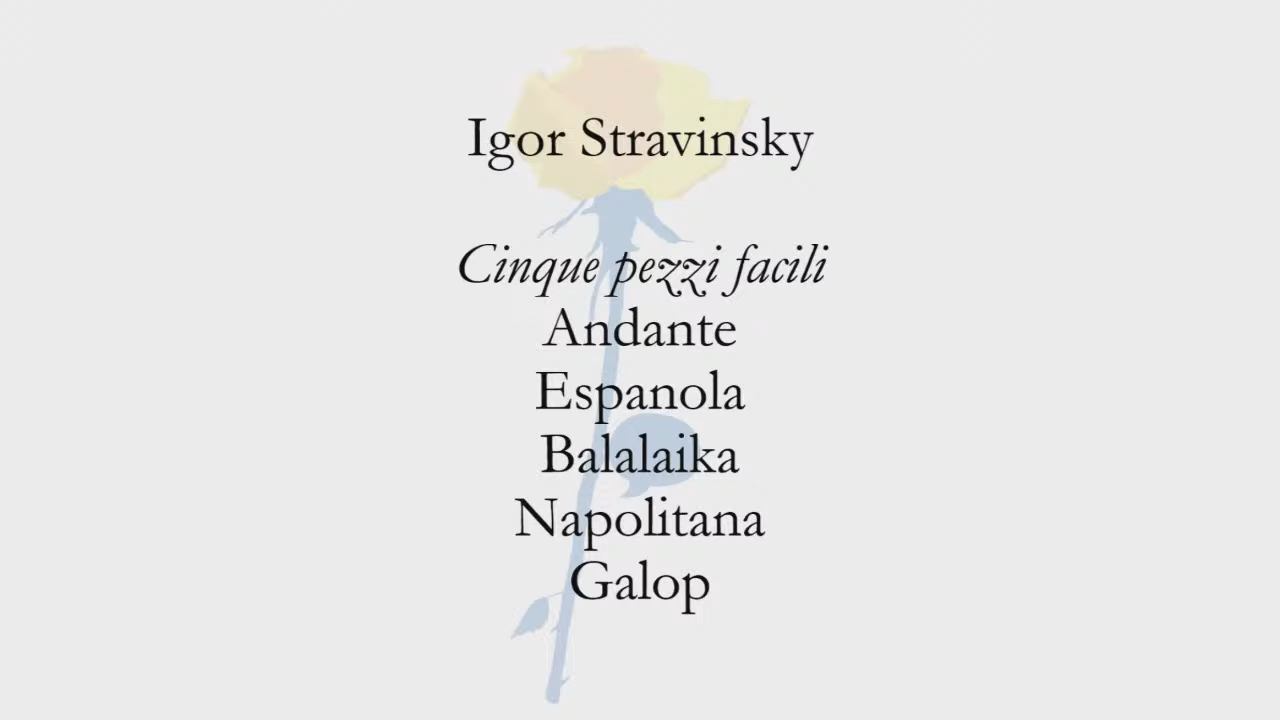 Igor Stravinsky
Cinque pezzi facili
Andante
Espanola
Balalaika
Napolitana
Galop